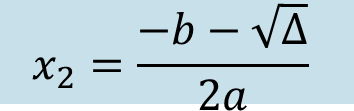 x₂ = (−b − √Δ) / 2a